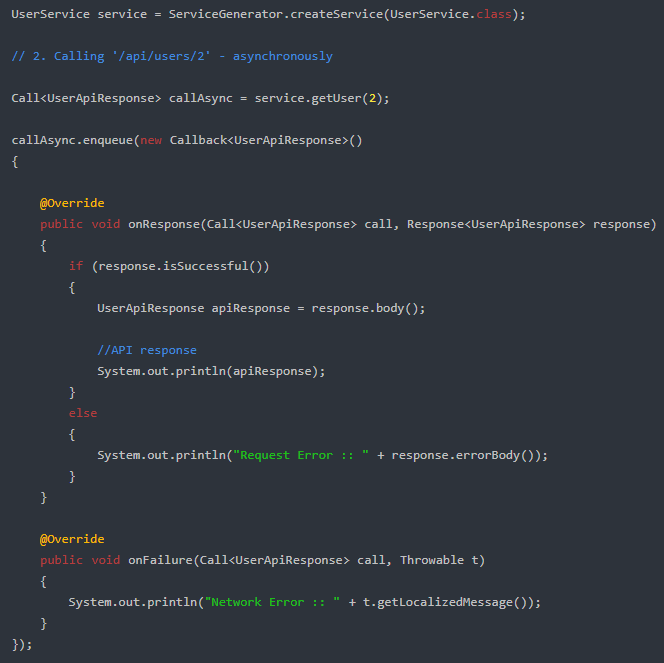 UserService service = ServiceGenerator.createService(UserService.class);
// 2. Calling '/api/users/2' - asynchronously
Call<UserApiResponse> callAsync = service.getUser(2);
callAsync.enqueue(new Callback<UserApiResponse>()
{
    @Override
    public void onResponse(Call<UserApiResponse> call, Response<UserApiResponse> response)
    {
        if (response.isSuccessful())
        {
            UserApiResponse apiResponse = response.body();
            //API response
            System.out.println(apiResponse);
        }
        else
        {
            System.out.println("Request Error :: " + response.errorBody());
        }
    }
    @Override
    public void onFailure(Call<UserApiResponse> call, Throwable t)
    {
        System.out.println("Network Error :: " + t.getLocalizedMessage());
    }
});